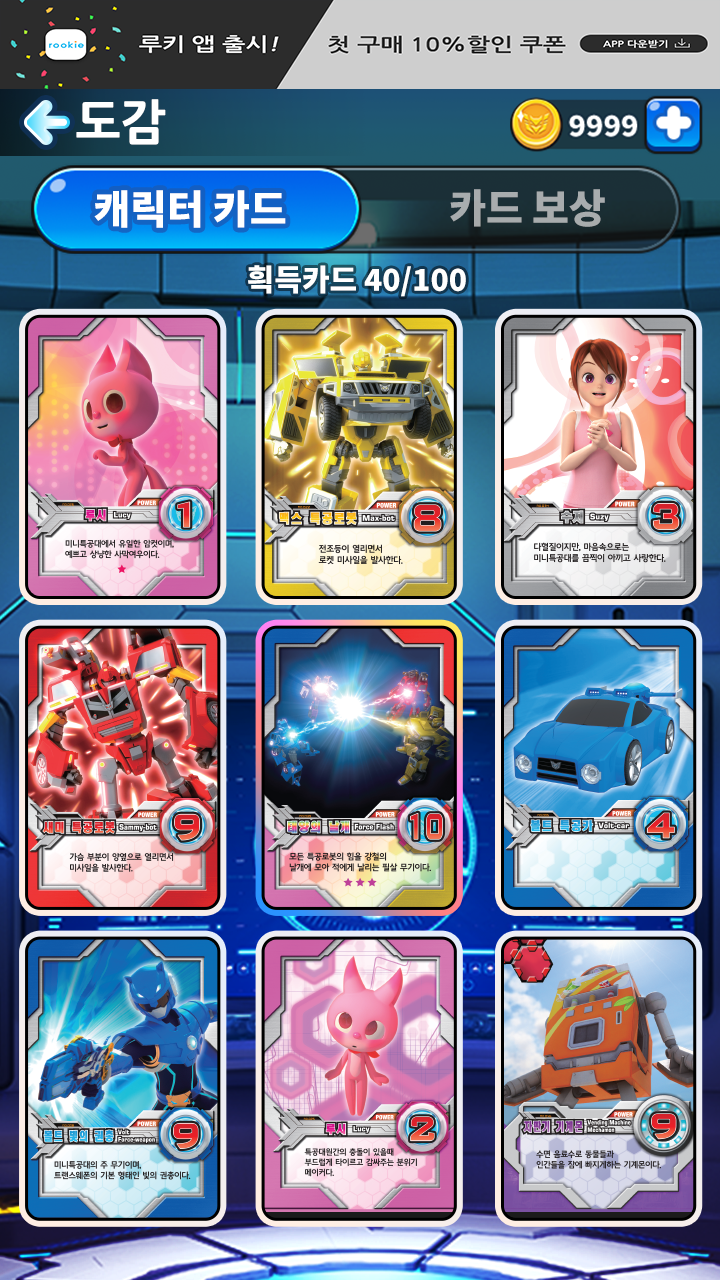 rookie
루키 앱 출시!
첫 구매 10%할인 쿠폰
APP 다운받기
도감
9999
캐릭터 카드
카드 보상
획득카드 40/100
POWER
루시 Lucy
1
미니특공대에서 유일한 암컷이며,
예쁘고 상냥한 사막여우이다.
맥스 특공로봇 Max-bot
POWER
8
전조등이 열리면서
로켓 미사일을 발사한다.
수지 Suzy
POWER
3
다혈질이지만, 마음속으로는
미니특공대를 끔찍이 아끼고 사랑한다.
POWER
새미 특공로봇 Sammy-bot
9
가슴 부분이 양옆으로 열리면서
미사일을 발사한다.
POWER
태양의 날개 Force Flash
10
모든 특공로봇의 힘을 강철의
날개에 모아 적에게 날리는 필살 무기이다.
POWER
볼트 특공카 Volt-car
4
POWER
볼트 빛의 권총 Volt
Force-weapon
9
미니특공대의 주 무기이며,
트랜스웨폰의 기본 형태인 빛의 권총이다.
POWER
루시 Lucy
2
특공대원간의 충돌이 있을때
부드럽게 타이르고 감싸주는 분위기
메이커다.
POWER
자판기 기계몬 Vending Machine
Mechamon
9
수면 음료수로 동물들과
인간들을 잠에 빠지게하는 기계몬이다.